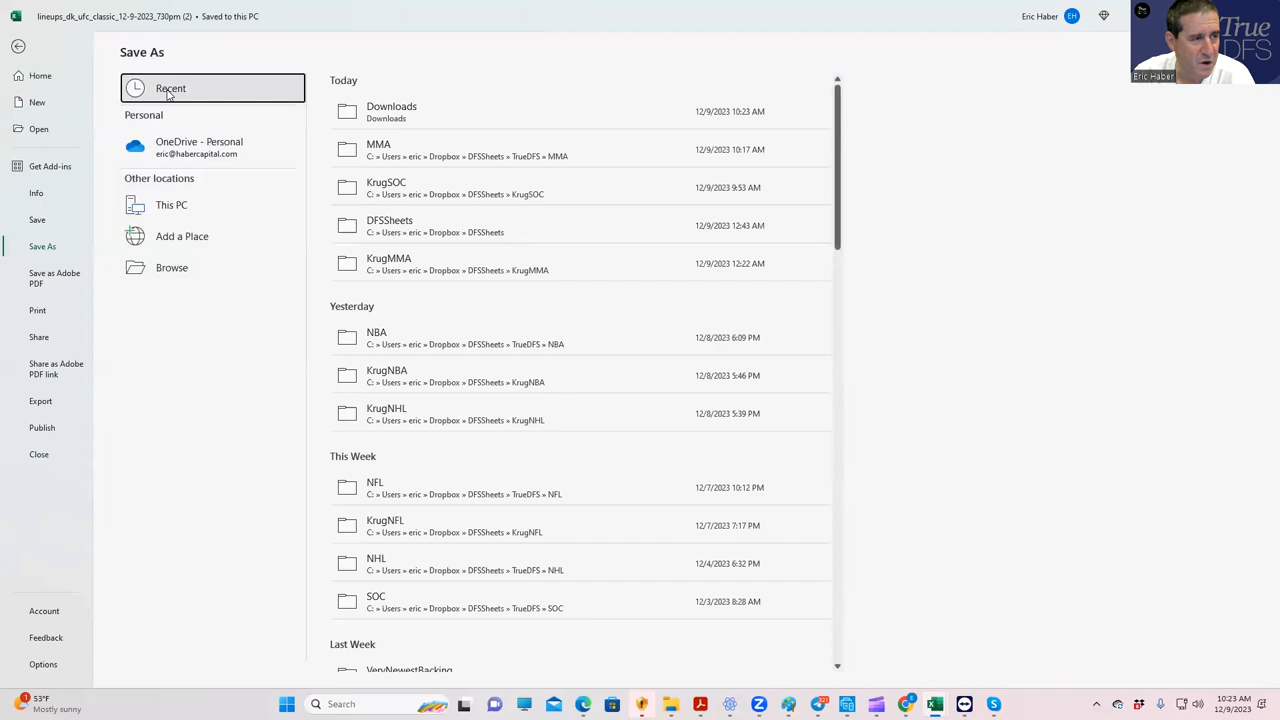 lineups_dk_ufc_classic_12-9-2023_730pm (2) • Saved to this PC
Eric Haber
EH
True
DFS
Eric Haber
Save As
Home
New
Open
Get Add-ins
Info
Save
Save As
Save as Adobe
PDF
Print
Share
Share as Adobe
PDF link
Export
Publish
Close
Account
Feedback
Options
Recent
Personal
OneDrive - Personal
eric@habercapital.com
Other locations
This PC
Add a Place
Browse
Today
Downloads 12/9/2023 10:23 AM
Downloads
MMA 12/9/2023 10:17 AM
C: » Users » eric » Dropbox » DFSSheets » TrueDFS » MMA
KrugSOC 12/9/2023 9:53 AM
C: » Users » eric » Dropbox » DFSSheets » KrugSOC
DFSSheets 12/9/2023 12:43 AM
C: » Users » eric » Dropbox » DFSSheets
KrugMMA 12/9/2023 12:22 AM
C: » Users » eric » Dropbox » DFSSheets » KrugMMA
Yesterday
NBA 12/8/2023 6:09 PM
C: » Users » eric » Dropbox » DFSSheets » TrueDFS » NBA
KrugNBA 12/8/2023 5:46 PM
C: » Users » eric » Dropbox » DFSSheets » KrugNBA
KrugNHL 12/8/2023 5:39 PM
C: » Users » eric » Dropbox » DFSSheets » KrugNHL
This Week
NFL 12/7/2023 10:12 PM
C: » Users » eric » Dropbox » DFSSheets » TrueDFS » NFL
KrugNFL 12/7/2023 7:17 PM
C: » Users » eric » Dropbox » DFSSheets » KrugNFL
NHL 12/4/2023 6:32 PM
C: » Users » eric » Dropbox » DFSSheets » TrueDFS » NHL
SOC 12/3/2023 8:28 AM
C: » Users » eric » Dropbox » DFSSheets » TrueDFS » SOC
Last Week
VeryNewestBacking
1
53°F
Mostly sunny
Search
10:23 AM
12/9/2023